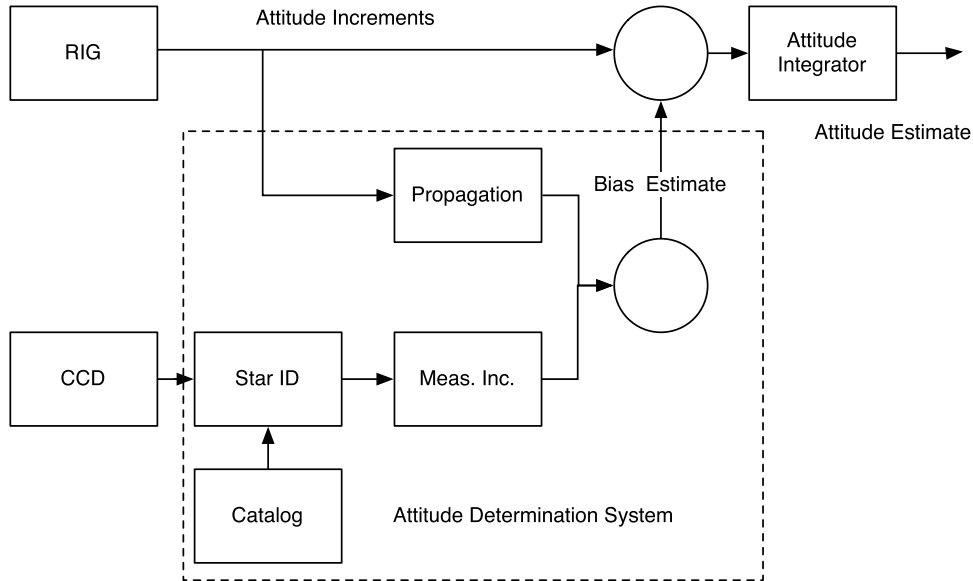 Attitude Increments
RIG
Attitude
Integrator
Attitude Estimate
Propagation
Bias Estimate
CCD
Star ID
Meas. Inc.
Catalog
Attitude Determination System